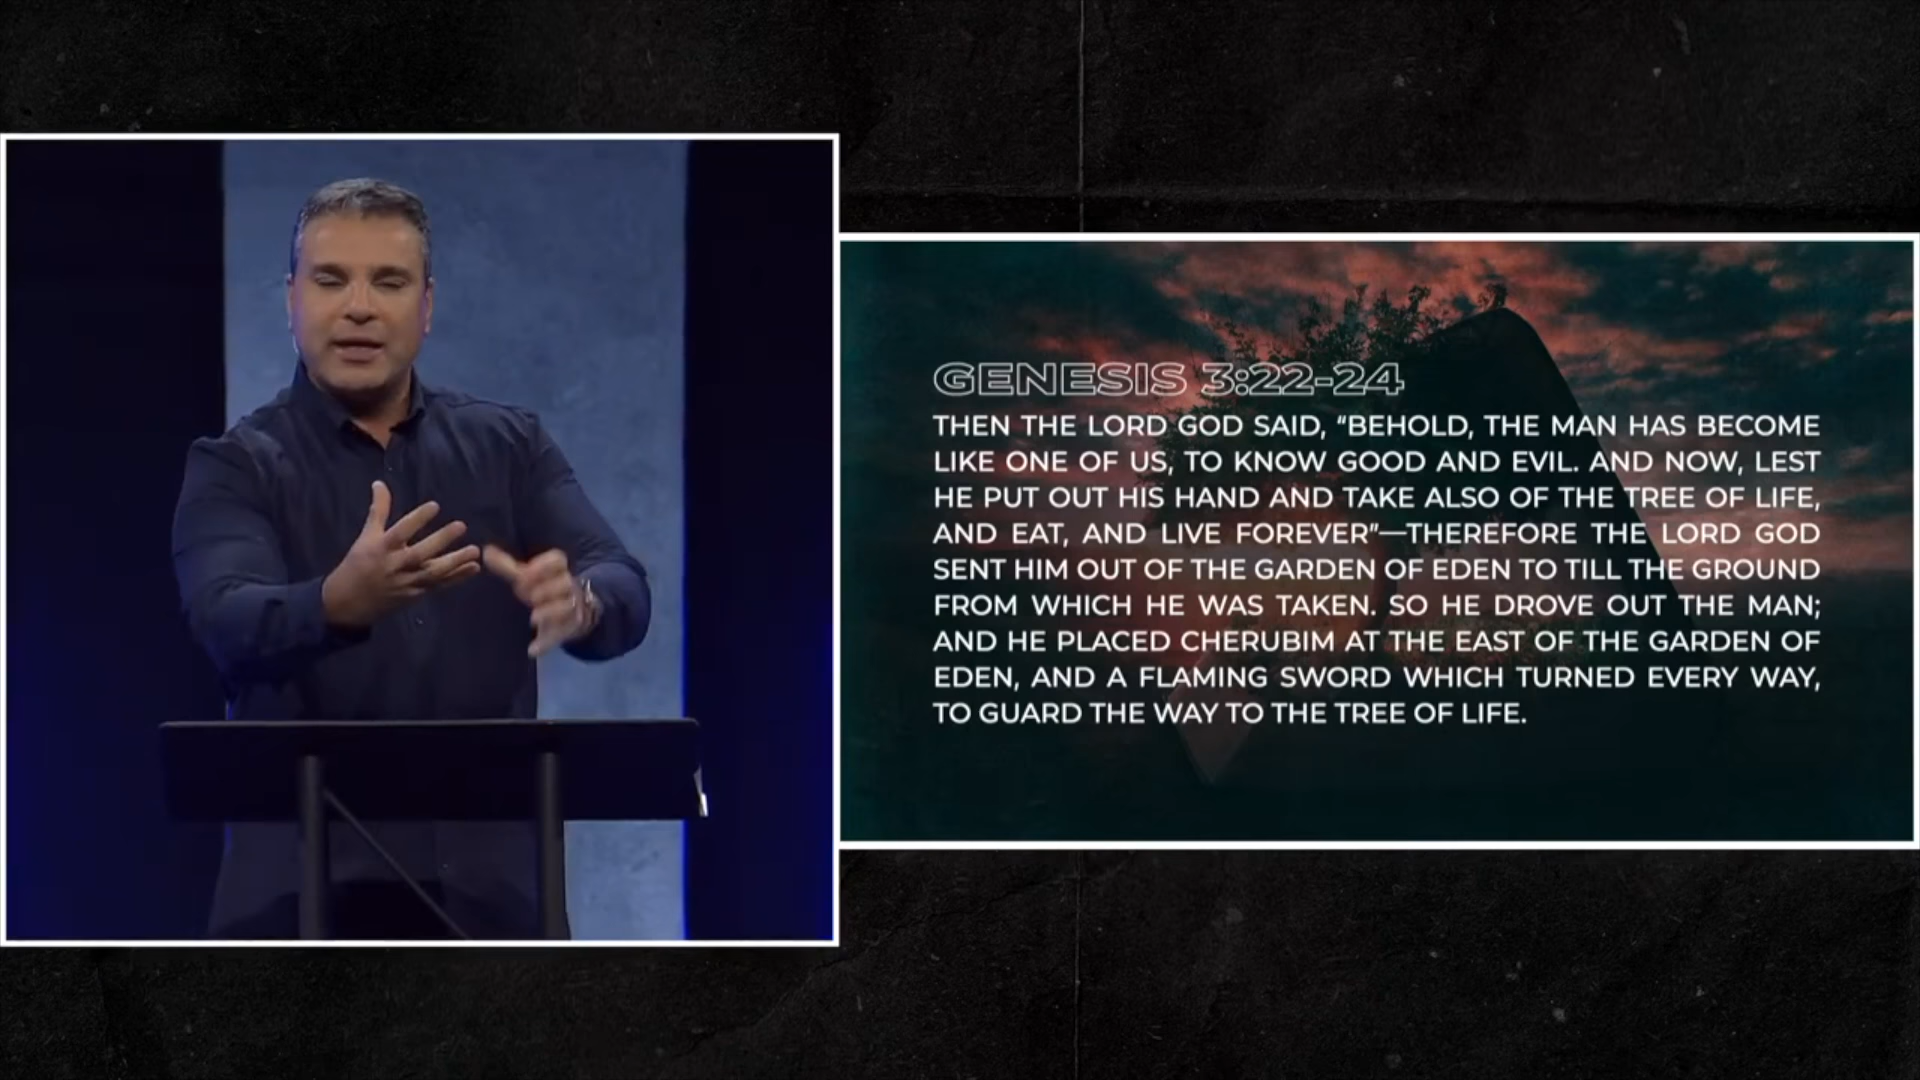 GENESIS 3:22-24
THEN THE LORD GOD SAID, “BEHOLD, THE MAN HAS BECOME
LIKE ONE OF US, TO KNOW GOOD AND EVIL. AND NOW, LEST
HE PUT OUT HIS HAND AND TAKE ALSO OF THE TREE OF LIFE,
AND EAT, AND LIVE FOREVER”—THEREFORE THE LORD GOD
SENT HIM OUT OF THE GARDEN OF EDEN TO TILL THE GROUND
FROM WHICH HE WAS TAKEN. SO HE DROVE OUT THE MAN;
AND HE PLACED CHERUBIM AT THE EAST OF THE GARDEN OF
EDEN, AND A FLAMING SWORD WHICH TURNED EVERY WAY,
TO GUARD THE WAY TO THE TREE OF LIFE.